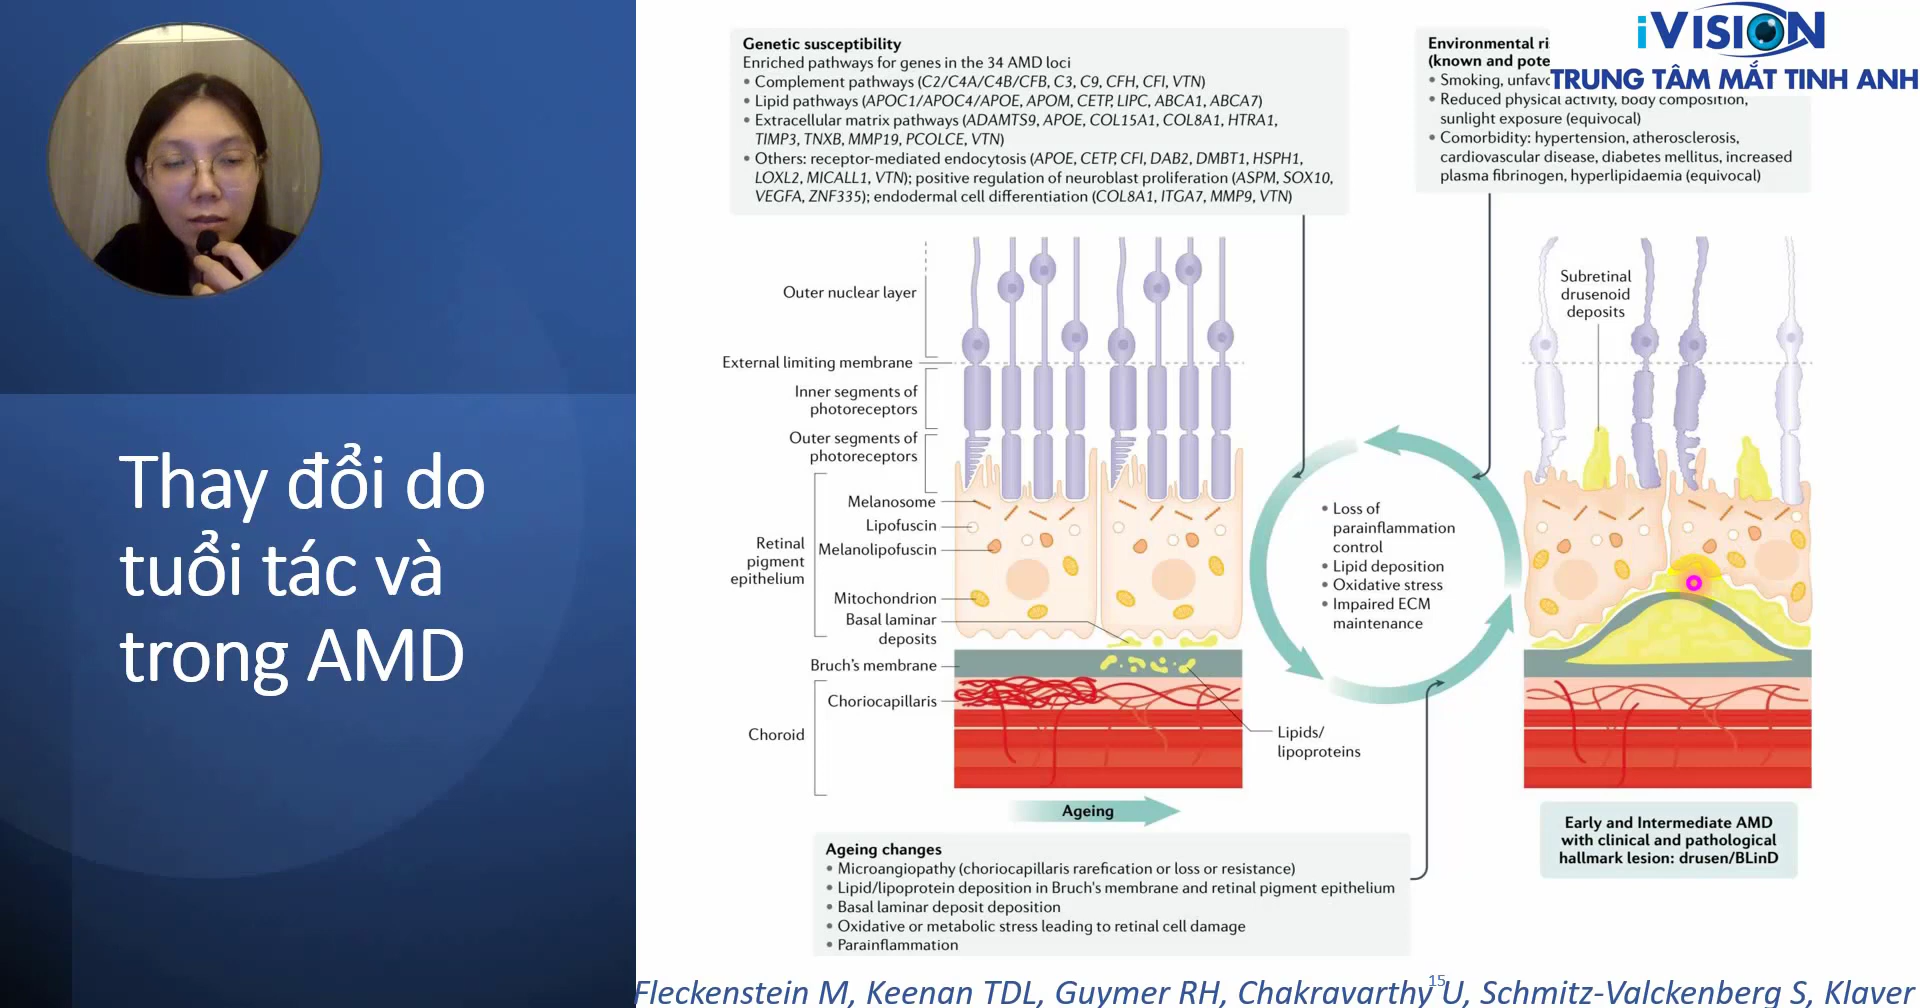 iVISION
TRUNG TÂM MẮT TINH ANH
Thay đổi do
tuổi tác và
trong AMD
Genetic susceptibility
Enriched pathways for genes in the 34 AMD loci
• Complement pathways (C2/C4A/C4B/CFB, C3, C9, CFH, CFI, VTN)
• Lipid pathways (APOC1/APOC4/APOE, APOM, CETP, LIPC, ABCA1, ABCA7)
• Extracellular matrix pathways (ADAMTS9, APOE, COL15A1, COL8A1, HTRA1,
TIMP3, TNXB, MMP19, PCOLCE, VTN)
• Others: receptor-mediated endocytosis (APOE, CETP, CFI, DAB2, DMBT1, HSPH1,
LOXL2, MICALL1, VTN); positive regulation of neuroblast proliferation (ASPM, SOX10,
VEGFA, ZNF335); endodermal cell differentiation (COL8A1, ITGA7, MMP9, VTN)
Environmental
(known and
• Smoking,
• Reduced physical activity, body composition,
sunlight exposure (equivocal)
• Comorbidity: hypertension, atherosclerosis,
cardiovascular disease, diabetes mellitus, increased
plasma fibrinogen, hyperlipidaemia (equivocal)
Outer nuclear layer
External limiting membrane
Inner segments of
photoreceptors
Outer segments of
photoreceptors
Melanosome
Lipofuscin
Melanolipofuscin
Retinal
pigment
epithelium
Mitochondrion
Basal laminar
deposits
Bruch's membrane
Choriocapillaris
Choroid
Lipids/
lipoproteins
• Loss of
parainflammation
control
• Lipid deposition
• Oxidative stress
• Impaired ECM
maintenance
Subretinal
drusenoid
deposits
Ageing
Ageing changes
• Microangiopathy (choriocapillaris rarefication or loss or resistance)
• Lipid/lipoprotein deposition in Bruch's membrane and retinal pigment epithelium
• Basal laminar deposit deposition
• Oxidative or metabolic stress leading to retinal cell damage
• Parainflammation
Early and Intermediate AMD
with clinical and pathological
hallmark lesion: drusen/BLinD
15
Fleckenstein M, Keenan TDL, Guymer RH, Chakravarthy U, Schmitz-Valckenberg S, Klaver